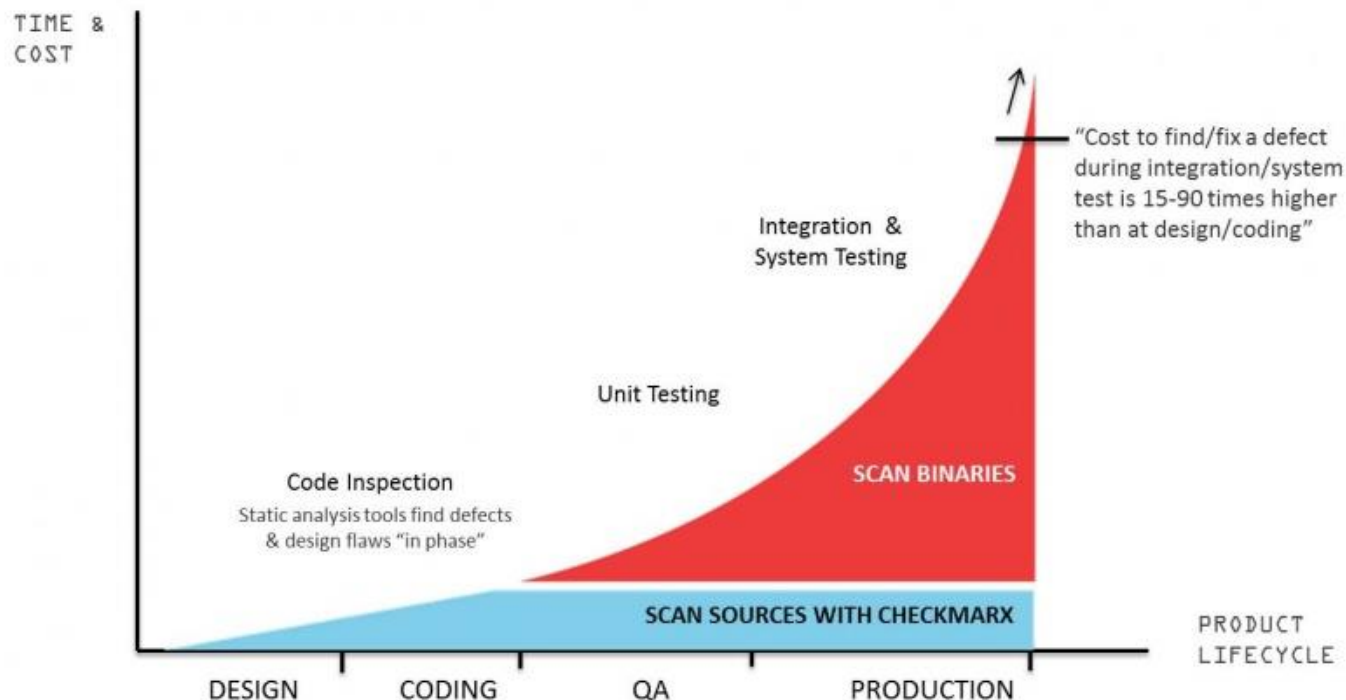 TIME &
COST
"Cost to find/fix a defect
during integration/system
test is 15-90 times higher
than at design/coding"
Integration &
System Testing
Unit Testing
SCAN BINARIES
Code Inspection
Static analysis tools find defects
& design flaws "in phase"
SCAN SOURCES WITH CHECKMARX
PRODUCT
LIFECYCLE
DESIGN
CODING
QA
PRODUCTION